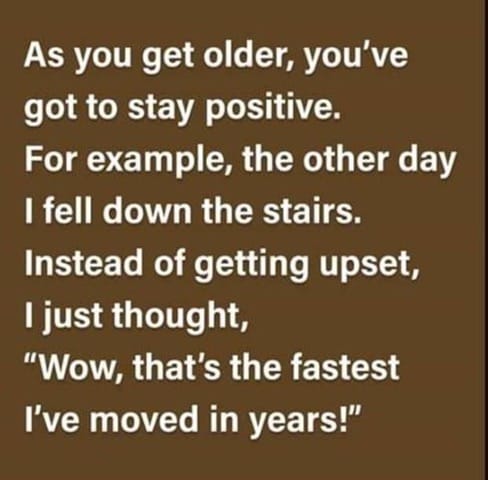 As you get older, you’ve
got to stay positive.
For example, the other day
I fell down the stairs.
Instead of getting upset,
I just thought,
“Wow, that’s the fastest
I’ve moved in years!”